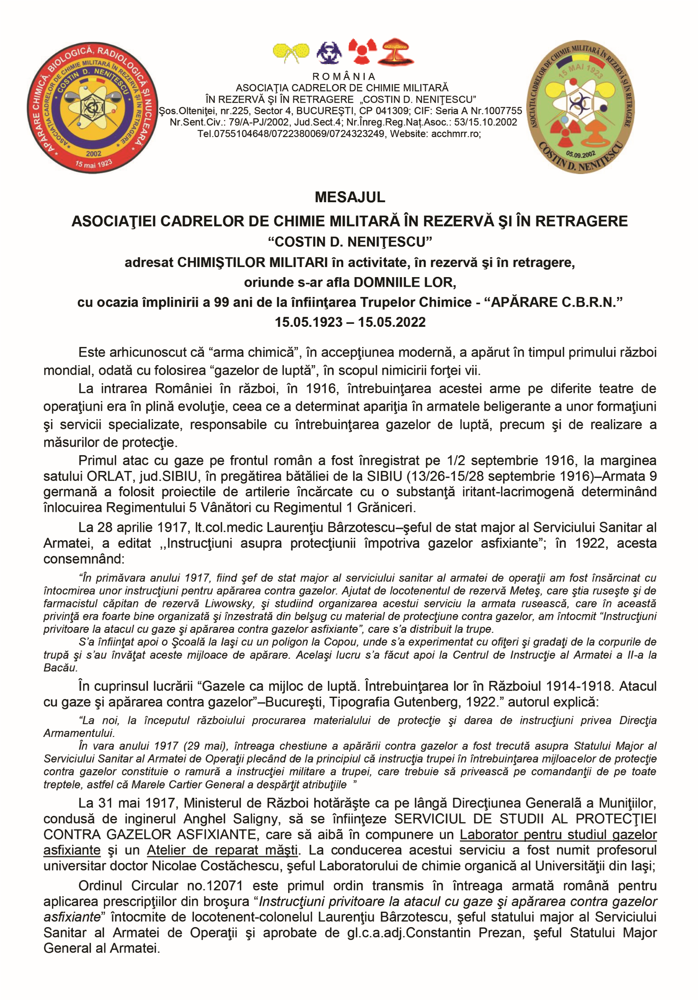 APĂRARE CHIMICĂ, BIOLOGICĂ, RADIOLOGICĂ ŞI NUCLEARĂ
ASOCIAŢIA CADRELOR DE CHIMIE MILITARĂ ÎN REZERVĂ ŞI ÎN RETRAGERE
COSTIN D. NENIŢESCU
2002
15 mai 1923
R O M Â N I A
ASOCIAŢIA CADRELOR DE CHIMIE MILITARĂ
ÎN REZERVĂ ŞI ÎN RETRAGERE „COSTIN D. NENIŢESCU”
Şos.Olteniţei, nr.225, Sector 4, BUCUREŞTI, CP 041309; CIF: Seria A Nr.1007755
Nr.Sent.Civ.: 79/A-PJ/2002, Jud.Sect.4; Nr.Înreg.Reg.Naț.Asoc.: 53/15.10.2002
Tel.0755104648/0722380069/0724323249, Website: acchmrr.ro;
ASOCIAŢIA CADRELOR DE CHIMIE MILITARĂ ÎN REZERVĂ ŞI ÎN RETRAGERE
15 MAI 1923
05.09.2002
COSTIN D. NENIŢESCU
MESAJUL
ASOCIAŢIEI CADRELOR DE CHIMIE MILITARĂ ÎN REZERVĂ ŞI ÎN RETRAGERE
“COSTIN D. NENIŢESCU”
adresat CHIMIŞTILOR MILITARI în activitate, în rezervă şi în retragere,
oriunde s-ar afla DOMNIILE LOR,
cu ocazia împlinirii a 99 ani de la înfiinţarea Trupelor Chimice - “APĂRARE C.B.R.N.”
15.05.1923 – 15.05.2022
Este arhicunoscut că “arma chimică”, în accepţiunea modernă, a apărut în timpul primului război
mondial, odată cu folosirea “gazelor de luptă”, în scopul nimicirii forţei vii.
La intrarea României în război, în 1916, întrebuinţarea acestei arme pe diferite teatre de
operaţiuni era în plină evoluţie, ceea ce a determinat apariţia în armatele beligerante a unor formaţiuni
şi servicii specializate, responsabile cu întrebuinţarea gazelor de luptă, precum şi de realizare a
măsurilor de protecţie.
Primul atac cu gaze pe frontul român a fost înregistrat pe 1/2 septembrie 1916, la marginea
satului ORLAT, jud.SIBIU, în pregătirea bătăliei de la SIBIU (13/26-15/28 septembrie 1916)–Armata 9
germană a folosit proiectile de artilerie încărcate cu o substanţă iritant-lacrimogenă determinând
înlocuirea Regimentului 5 Vânători cu Regimentul 1 Grăniceri.
La 28 aprilie 1917, lt.col.medic Laurenţiu Bârzotescu–şeful de stat major al Serviciului Sanitar al
Armatei, a editat ,,Instrucţiuni asupra protecţiunii împotriva gazelor asfixiante”; în 1922, acesta
consemnând:
“În primăvara anului 1917, fiind şef de stat major al serviciului sanitar al armatei de operaţii am fost însărcinat cu
întocmirea unor instrucţiuni pentru apărarea contra gazelor. Ajutat de locotenentul de rezervă Meteş, care ştia ruseşte şi de
farmacistul căpitan de rezervă Liwowsky, şi studiind organizarea acestui serviciu la armata rusească, care în această
privinţă era foarte bine organizată şi înzestrată din belşug cu material de protecţiune contra gazelor, am întocmit “Instrucţiuni
privitoare la atacul cu gaze şi apărarea contra gazelor asfixiante”, care s’a distribuit la trupe.
S’a înfiinţat apoi o Şcoală la Iaşi cu un poligon la Copou, unde s’a experimentat cu ofiţeri şi gradaţi de la corpurile de
trupă şi s’au învăţat aceste mijloace de apărare. Acelaşi lucru s’a făcut apoi la Centrul de Instrucţie al Armatei a II-a la
Bacău.
În cuprinsul lucrării “Gazele ca mijloc de luptă. Întrebuinţarea lor în Războiul 1914-1918. Atacul
cu gaze şi apărarea contra gazelor”–Bucureşti, Tipografia Gutenberg, 1922.” autorul explică:
“La noi, la începutul războiului procurarea materialului de protecţie şi darea de instrucţiuni privea Direcţia
Armamentului.
În vara anului 1917 (29 mai), întreaga chestiune a apărării contra gazelor a fost trecută asupra Statului Major al
Serviciului Sanitar al Armatei de Operaţii plecând de la principiul că instrucţia trupei în întrebuinţarea mijloacelor de protecţie
contra gazelor constituie o ramură a instrucţiei militare a trupei, care trebuie să privească pe comandanţii de pe toate
treptele, astfel că Marele Cartier General a despărţit atribuţiile ”
La 31 mai 1917, Ministerul de Război hotărăşte ca pe lângă Direcţiunea Generalã a Muniţiilor,
condusă de inginerul Anghel Saligny, să se înfiinţeze SERVICIUL DE STUDII AL PROTECŢIEI
CONTRA GAZELOR ASFIXIANTE, care să aibã în compunere un Laborator pentru studiul gazelor
asfixiante şi un Atelier de reparat măşti. La conducerea acestui serviciu a fost numit profesorul
universitar doctor Nicolae Costăchescu, şeful Laboratorului de chimie organică al Universităţii din Iaşi;
Ordinul Circular no.12071 este primul ordin transmis în întreaga armată română pentru
aplicarea prescripţiilor din broşura “Instrucţiuni privitoare la atacul cu gaze şi apărarea contra gazelor
asfixiante” întocmite de locotenent-colonelul Laurenţiu Bârzotescu, şeful statului major al Serviciului
Sanitar al Armatei de Operaţii şi aprobate de gl.c.a.adj.Constantin Prezan, şeful Statului Major
General al Armatei.